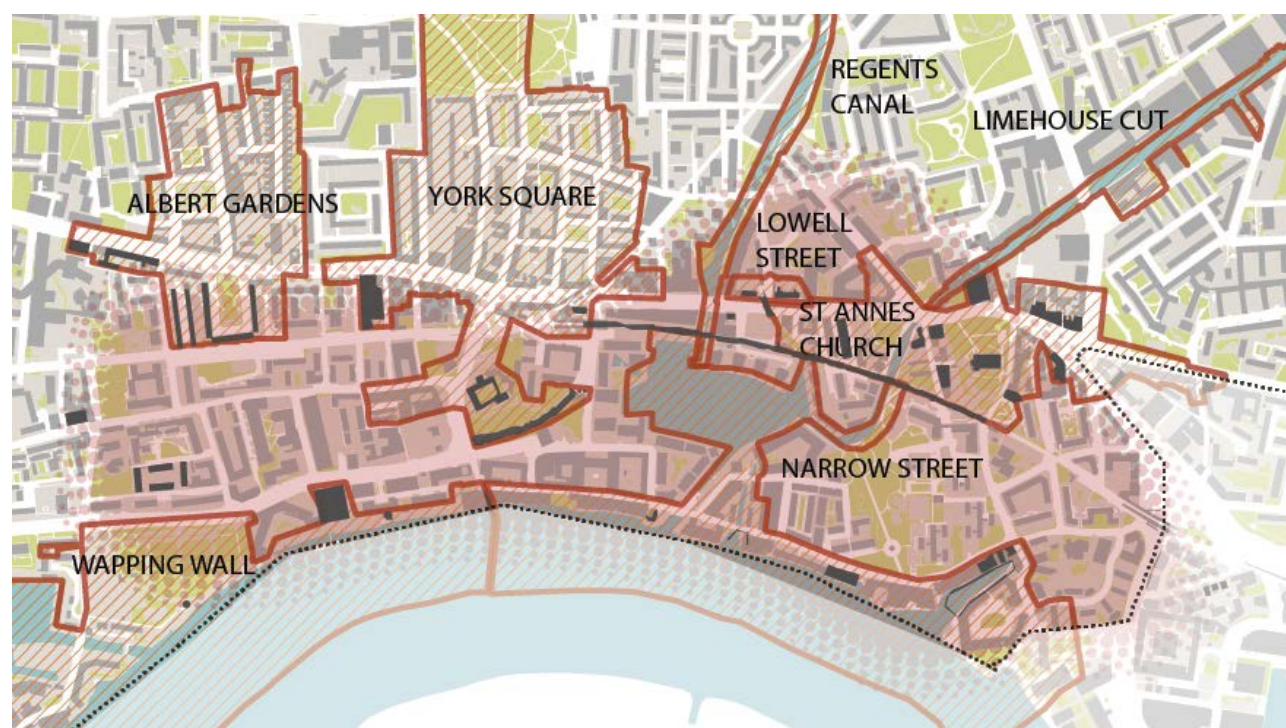 REGENTS
CANAL
LIMEHOUSE CUT
ALBERT GARDENS
YORK SQUARE
LOWELL
STREET
ST ANNES
CHURCH
NARROW STREET
WAPPING WALL